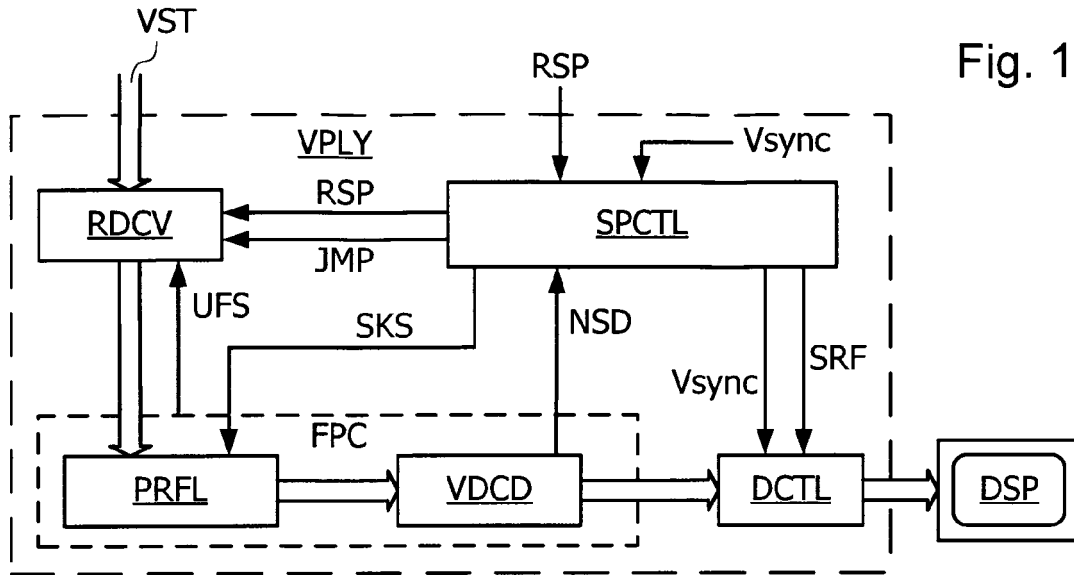 VST
Fig. 1
RSP
VPLY
Vsync
RDCV
RSP
SPCTL
JMP
UFS
SKS
NSD
Vsync
SRF
FPC
PRFL
VDCD
DCTL
DSP